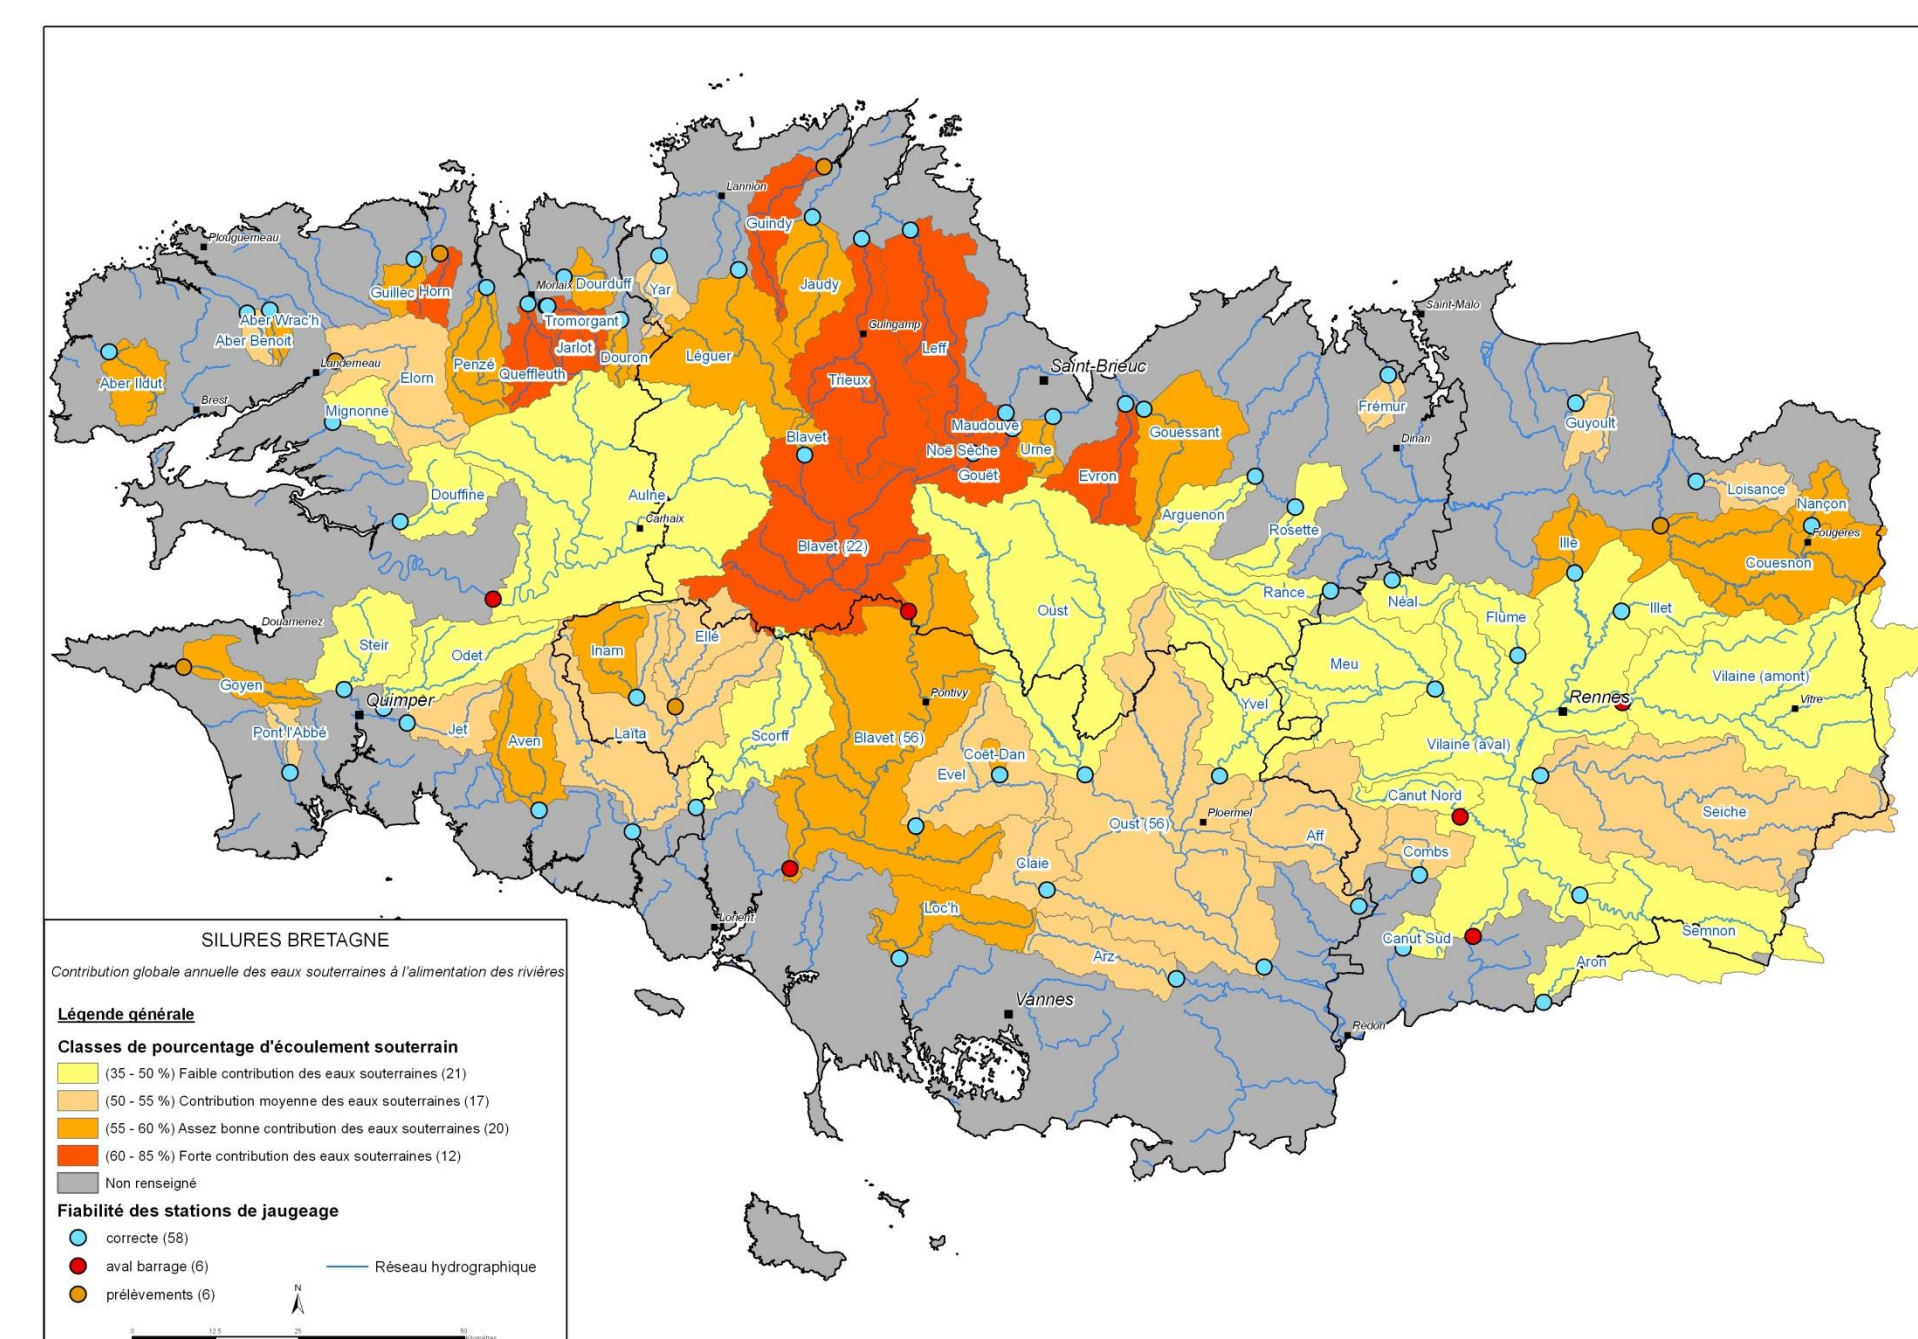 Lannion
Plouguerneau
Guindy
Morlaix
Dourduff
Yar
Jaudy
Guillec
Horn
Saint-Malo
Aber Wrac'h
Tromorgant
Guingamp
Aber Benoit
Jarlot
Leff
Landerneau
Penzé
Douron
Léguer
Elorn
Queffleuth
Trieux
Saint-Brieuc
Aber Ildut
Brest
Mignonne
Frémur
Maudouve
Guyoult
Blavet
Gouessant
Dinan
Noë Sèche
Urne
Gouët
Evron
Douffine
Aulne
Loisance
Nançon
Carhaix
Arguenon
Rosette
Fougeres
Blavet (22)
Ille
Couesnon
Rance
Néal
Oust
Flume
Illet
Douarnenez
Steir
Odet
Inam
Ellé
Meu
Vilaine (amont)
Goyen
Quimper
Pontivy
Yvel
Rennes
Vitre
Pont l'Abbé
Jet
Aven
Laïta
Scorff
Blavet (56)
Vilaine (aval)
Coët-Dan
Evel
Canut Nord
Seiche
Oust (56)
Ploermel
Aff
Combs
Claie
Lorient
Loc'h
Canut Sud
Semnon
Arz
Aron
Vannes
Redon
SILURES BRETAGNE
Contribution globale annuelle des eaux souterraines à l'alimentation des rivières
Légende générale
Classes de pourcentage d'écoulement souterrain
(35 - 50 %) Faible contribution des eaux souterraines (21)
(50 - 55 %) Contribution moyenne des eaux souterraines (17)
(55 - 60 %) Assez bonne contribution des eaux souterraines (20)
(60 - 85 %) Forte contribution des eaux souterraines (12)
Non renseigné
Fiabilité des stations de jaugeage
correcte (58)
aval barrage (6)
Réseau hydrographique
prélèvements (6)
N
0 12,5 25 50
Kilomètres